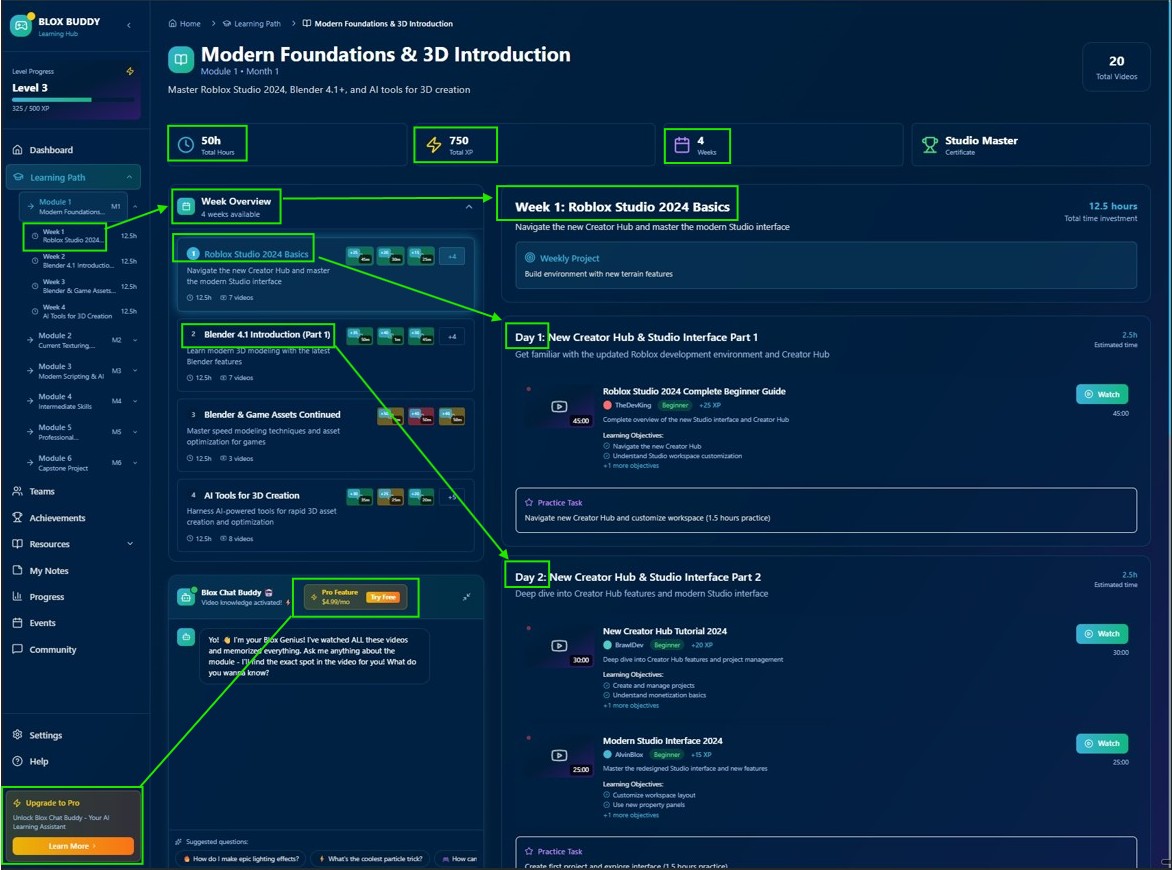 BLOX BUDDY
Learning Hub
Level Progress
Level 3
325 / 500 XP
Dashboard
Learning Path
Module 1
Modern Foundations...
M1
Week 1
Roblox Studio 2024...
12.5h
Week 2
Blender 4.1 Introductio...
12.5h
Week 3
Blender & Game Assets...
12.5h
Week 4
AI Tools for 3D Creation
12.5h
Module 2
Current Texturing,...
M2
Module 3
Modern Scripting & AI
M3
Module 4
Intermediate Skills
M4
Module 5
Professional...
M5
Module 6
Capstone Project
M6
Teams
Achievements
Resources
My Notes
Progress
Events
Community
Settings
Help
Upgrade to Pro
Unlock Blox Chat Buddy - Your AI
Learning Assistant
Learn More
Home
Learning Path
Modern Foundations & 3D Introduction
Modern Foundations & 3D Introduction
Module 1 • Month 1
Master Roblox Studio 2024, Blender 4.1+, and AI tools for 3D creation
20
Total Videos
50h
Total Hours
750
Total XP
4
Weeks
Studio Master
Certificate
Week Overview
4 weeks available
1 Roblox Studio 2024 Basics
+4
Navigate the new Creator Hub and master
the modern Studio interface
12.5h 7 videos
2 Blender 4.1 Introduction (Part 1)
+4
Learn modern 3D modeling with the latest
Blender features
12.5h 7 videos
3 Blender & Game Assets Continued
Master speed modeling techniques and asset
optimization for games
12.5h 3 videos
4 AI Tools for 3D Creation
+5
Harness AI-powered tools for rapid 3D asset
creation and optimization
12.5h 8 videos
Blox Chat Buddy
Video knowledge activated!
Pro Feature
$4.99/mo
Try Free
Yo! 👋 I'm your Blox Genius! I've watched ALL these videos
and memorized everything. Ask me anything about the
module - I'll find the exact spot in the video for you! What do
you wanna know?
Suggested questions:
How do I make epic lighting effects?
What's the coolest particle trick?
How can
Week 1: Roblox Studio 2024 Basics
Navigate the new Creator Hub and master the modern Studio interface
12.5 hours
Total time investment
Weekly Project
Build environment with new terrain features
Day 1: New Creator Hub & Studio Interface Part 1
Get familiar with the updated Roblox development environment and Creator Hub
2.5h
Estimated time
45:00
Roblox Studio 2024 Complete Beginner Guide
TheDevKing Beginner +25 XP
Complete overview of the new Studio interface and Creator Hub
Learning Objectives:
Navigate the new Creator Hub
Understand Studio workspace customization
+1 more objectives
Watch
45:00
Practice Task
Navigate new Creator Hub and customize workspace (1.5 hours practice)
Day 2: New Creator Hub & Studio Interface Part 2
Deep dive into Creator Hub features and modern Studio interface
2.5h
Estimated time
30:00
New Creator Hub Tutorial 2024
BrawlDev Beginner +20 XP
Deep dive into Creator Hub features and project management
Learning Objectives:
Create and manage projects
Understand monetization basics
+1 more objectives
Watch
30:00
25:00
Modern Studio Interface 2024
AlvinBlox Beginner +15 XP
Master the redesigned Studio interface and new features
Learning Objectives:
Customize workspace layout
Use new property panels
+1 more objectives
Watch
25:00
Practice Task
Create first project and explore interface (1.5 hours practice)